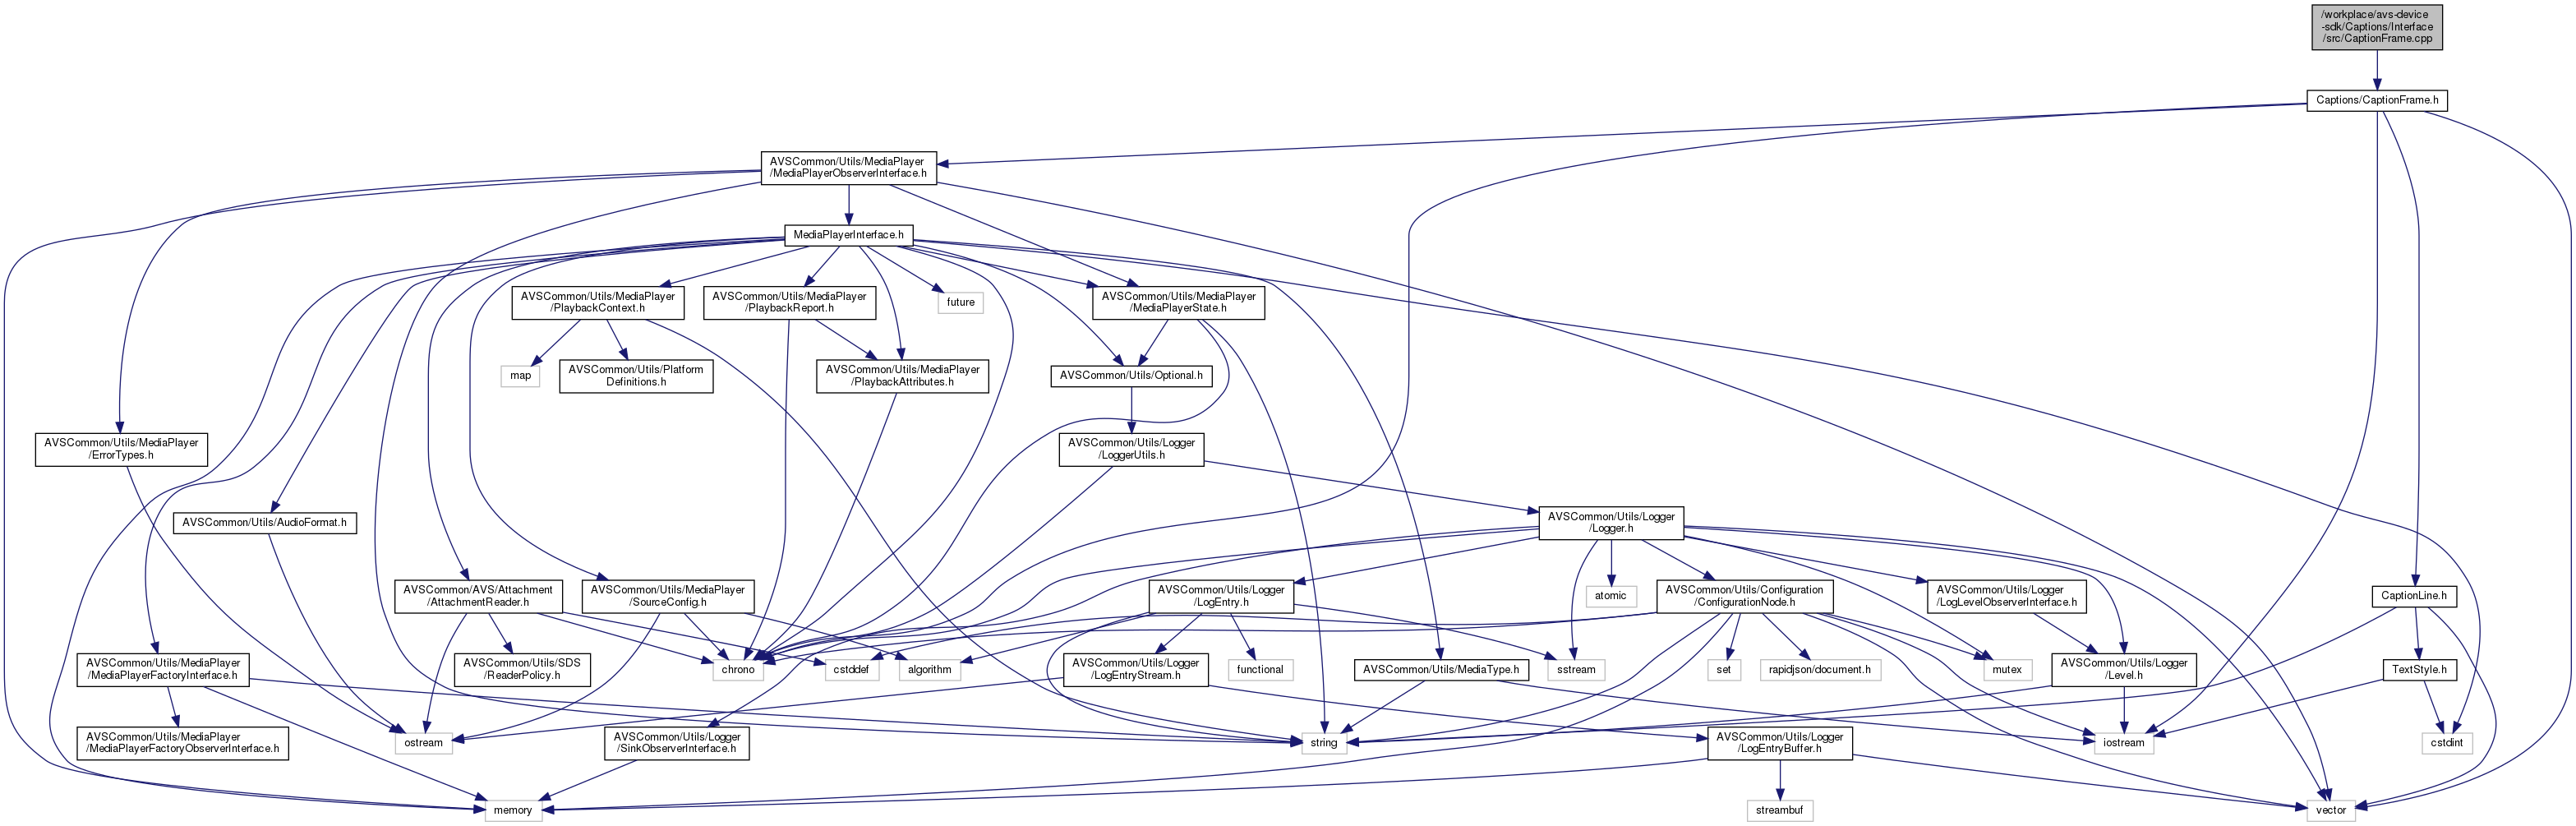 /workplace/avs-device
-sdk/Captions/Interface
/src/CaptionFrame.cpp
Captions/CaptionFrame.h
AVSCommon/Utils/MediaPlayer
/MediaPlayerObserverInterface.h
MediaPlayerInterface.h
AVSCommon/Utils/MediaPlayer
/PlaybackContext.h
AVSCommon/Utils/MediaPlayer
/PlaybackReport.h
future
AVSCommon/Utils/MediaPlayer
/MediaPlayerState.h
map
AVSCommon/Utils/Platform
Definitions.h
AVSCommon/Utils/MediaPlayer
/PlaybackAttributes.h
AVSCommon/Utils/Optional.h
AVSCommon/Utils/MediaPlayer
/ErrorTypes.h
AVSCommon/Utils/Logger
/LoggerUtils.h
AVSCommon/Utils/AudioFormat.h
AVSCommon/Utils/Logger
/Logger.h
AVSCommon/AVS/Attachment
/AttachmentReader.h
AVSCommon/Utils/MediaPlayer
/SourceConfig.h
AVSCommon/Utils/Logger
/LogEntry.h
atomic
AVSCommon/Utils/Configuration
/ConfigurationNode.h
AVSCommon/Utils/Logger
/LogLevelObserverInterface.h
CaptionLine.h
AVSCommon/Utils/MediaPlayer
/MediaPlayerFactoryInterface.h
AVSCommon/Utils/SDS
/ReaderPolicy.h
chrono
cstddef
algorithm
AVSCommon/Utils/Logger
/LogEntryStream.h
functional
AVSCommon/Utils/MediaType.h
sstream
set
rapidjson/document.h
mutex
AVSCommon/Utils/Logger
/Level.h
TextStyle.h
AVSCommon/Utils/MediaPlayer
/MediaPlayerFactoryObserverInterface.h
ostream
AVSCommon/Utils/Logger
/SinkObserverInterface.h
string
AVSCommon/Utils/Logger
/LogEntryBuffer.h
iostream
cstdint
memory
streambuf
vector